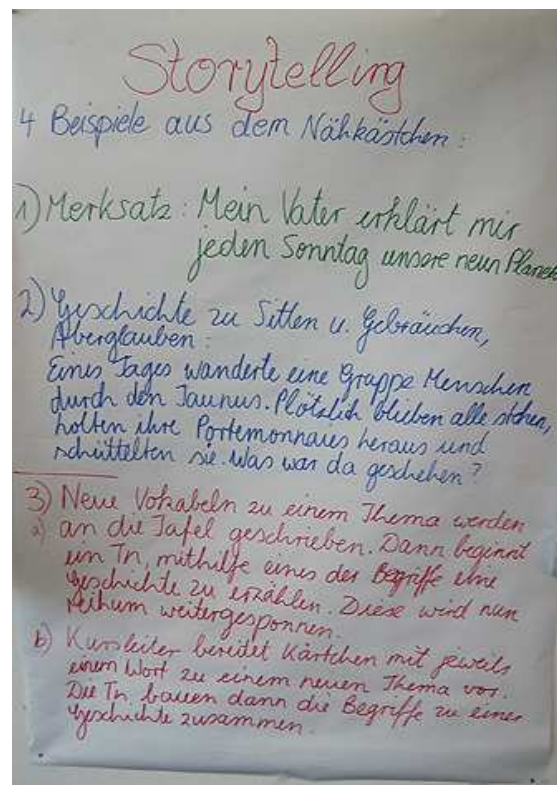 Storytelling
4 Beispiele aus dem Nähkästchen:
1) Merksatz: Mein Vater erklärt mir
jeden Sonntag unsere neun Planet
2) Geschichte zu Sitten u. Gebräuchen,
Aberglauben:
Eines Tages wanderte eine Gruppe Menschen
durch den Taunus. Plötzlich blieben alle stehen,
holten ihre Portemonnaies heraus und
schüttelten sie. Was war da geschehen?
3) Neue Vokabeln zu einem Thema werden
a) an die Tafel geschrieben. Dann beginnt
ein Tn, mithilfe eines der Begriffe eine
Geschichte zu erzählen. Diese wird nun
reihum weitergesponnen.
b) Kursleiter bereitet Kärtchen mit jeweils
einem Wort zu einem neuen Thema vor.
Die Tn. bauen dann die Begriffe zu einer
Geschichte zusammen.